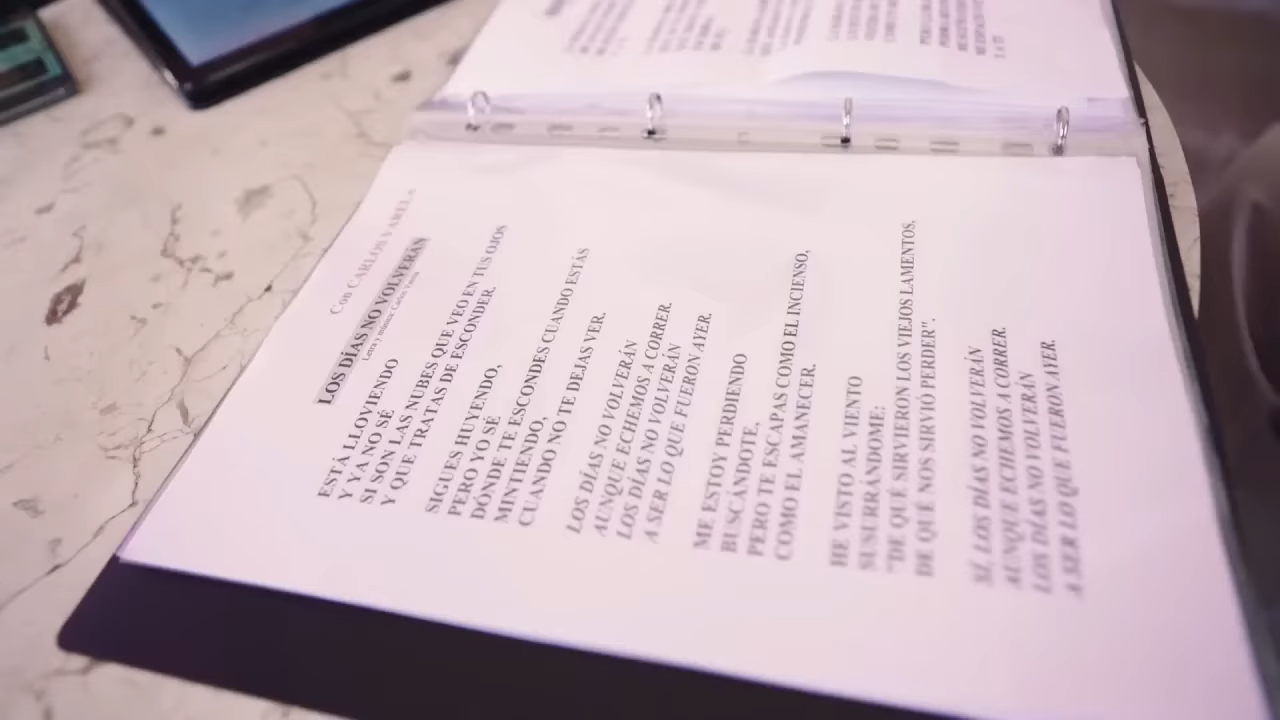 Con CARLOS VARELA
LOS DÍAS NO VOLVERÁN
Letra y música: Carlos Varela
ESTÁ LLOVIENDO
Y YA NO SÉ
SI SON LAS NUBES QUE VEO EN TUS OJOS
Y QUE TRATAS DE ESCONDER.
SIGUES HUYENDO,
PERO YO SÉ
DÓNDE TE ESCONDES CUANDO ESTÁS
MINTIENDO,
CUANDO NO TE DEJAS VER.
LOS DÍAS NO VOLVERÁN
AUNQUE ECHEMOS A CORRER.
LOS DÍAS NO VOLVERÁN
A SER LO QUE FUERON AYER.
ME ESTOY PERDIENDO
BUSCÁNDOTE,
PERO TE ESCAPAS COMO EL INCIENSO,
COMO EL AMANECER.
HE VISTO AL VIENTO
SUSURRÁNDOME:
"DE QUÉ SIRVIERON LOS VIEJOS LAMENTOS,
DE QUÉ NOS SIRVIÓ PERDER".
SÍ, LOS DÍAS NO VOLVERÁN
AUNQUE ECHEMOS A CORRER.
LOS DÍAS NO VOLVERÁN
A SER LO QUE FUERON AYER.